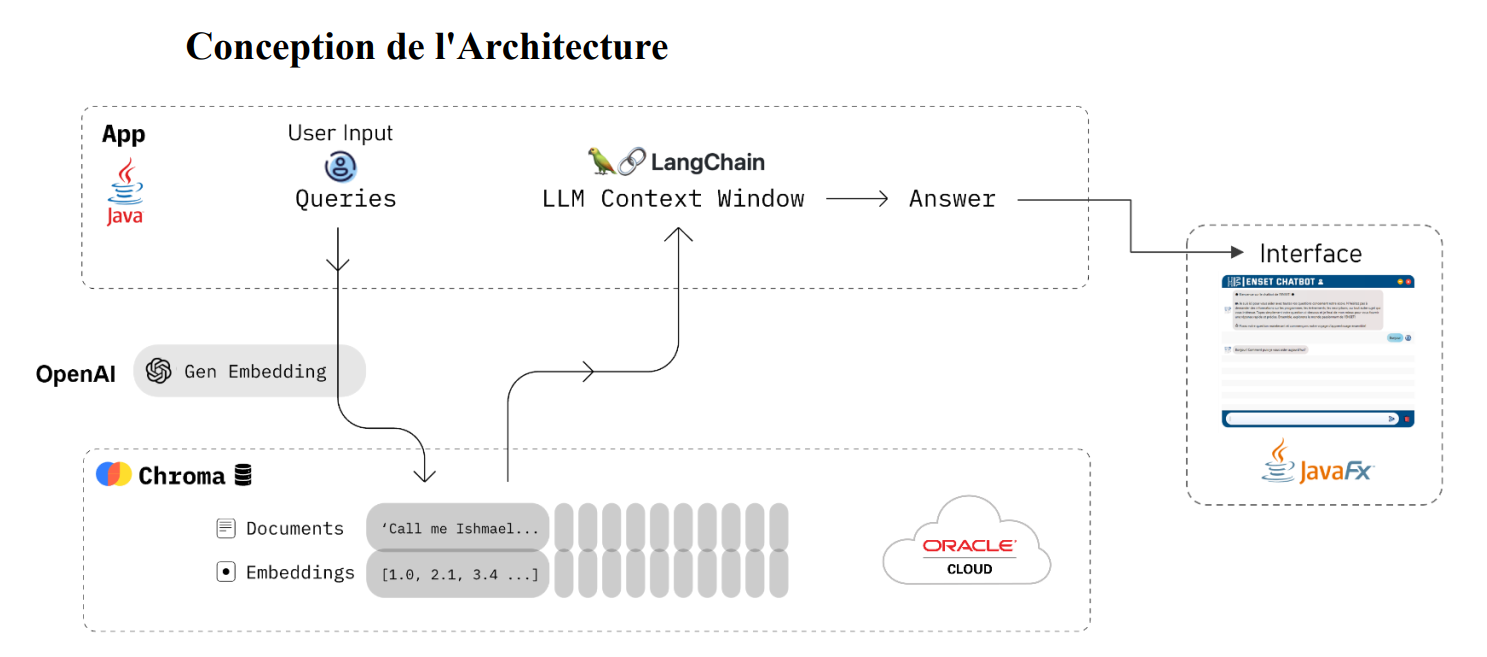 Conception de l'Architecture
App
Java
User Input
Queries
LangChain
LLM Context Window
Answer
Interface
ENSET CHATBOT
JavaFx
OpenAI
Gen Embedding
Chroma
Documents
‘Call me Ishmael...
Embeddings
[1.0, 2.1, 3.4 ...]
ORACLE
CLOUD